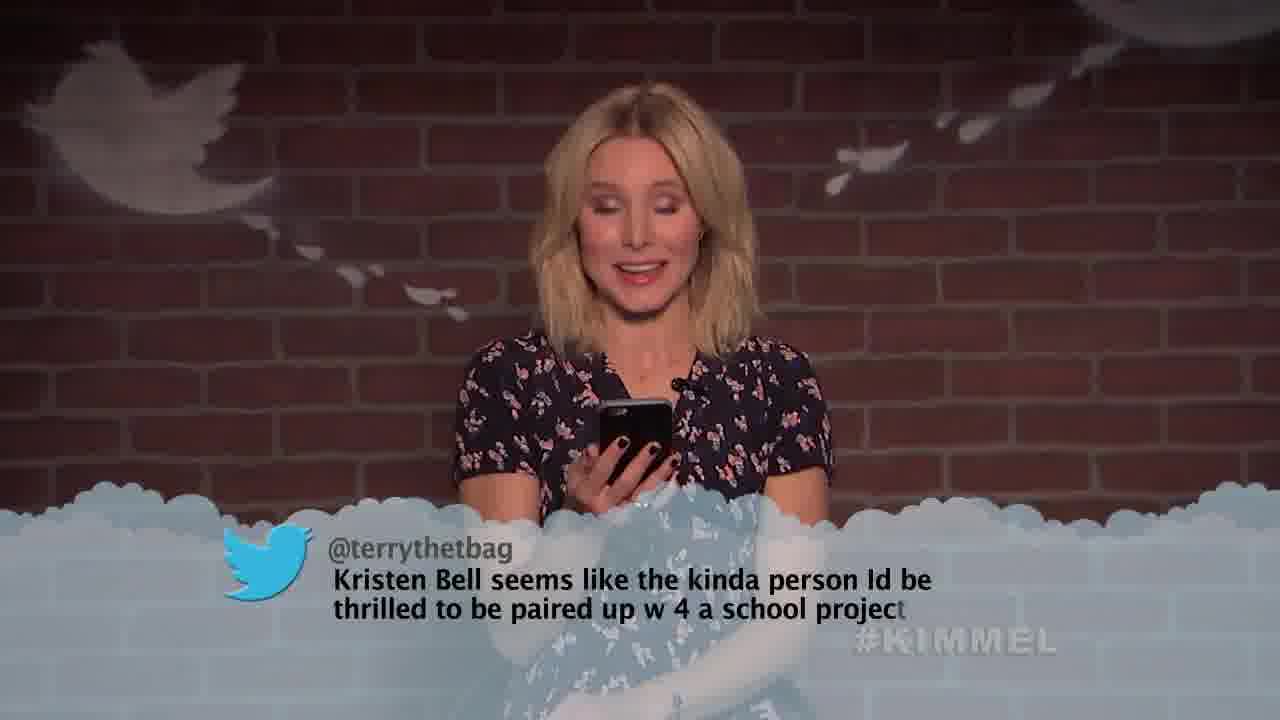 @terrythetbag
Kristen Bell seems like the kinda person Id be
thrilled to be paired up w 4 a school project
#KIMMEL